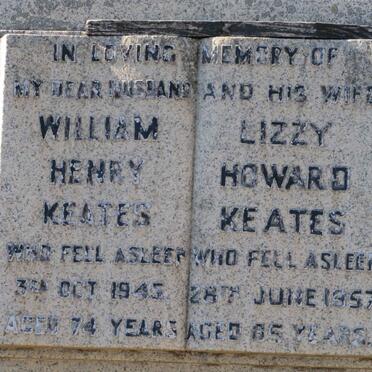 IN LOVING
MY DEAR HUSBAND
WILLIAM
HENRY
KEATES
WHO FELL ASLEEP
3RD OCT 1945.
AGED 74 YEARS
MEMORY OF
AND HIS WIFE
LIZZY
HOWARD
KEATES
WHO FELL ASLEEP
28TH JUNE 1957
AGED 85 YEARS.